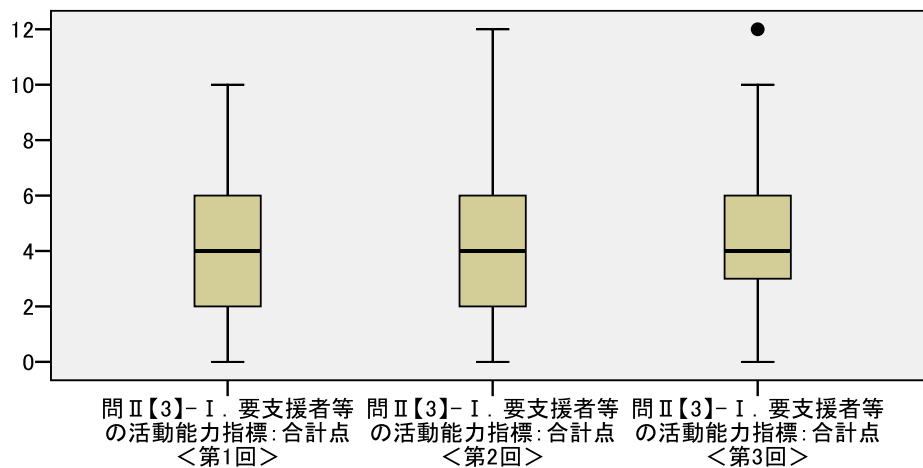 12
10
8
6
4
2
0
問Ⅱ【3】-Ⅰ．要支援者等
の活動能力指標：合計点
＜第1回＞
問Ⅱ【3】-Ⅰ．要支援者等
の活動能力指標：合計点
＜第2回＞
問Ⅱ【3】-Ⅰ．要支援者等
の活動能力指標：合計点
＜第3回＞